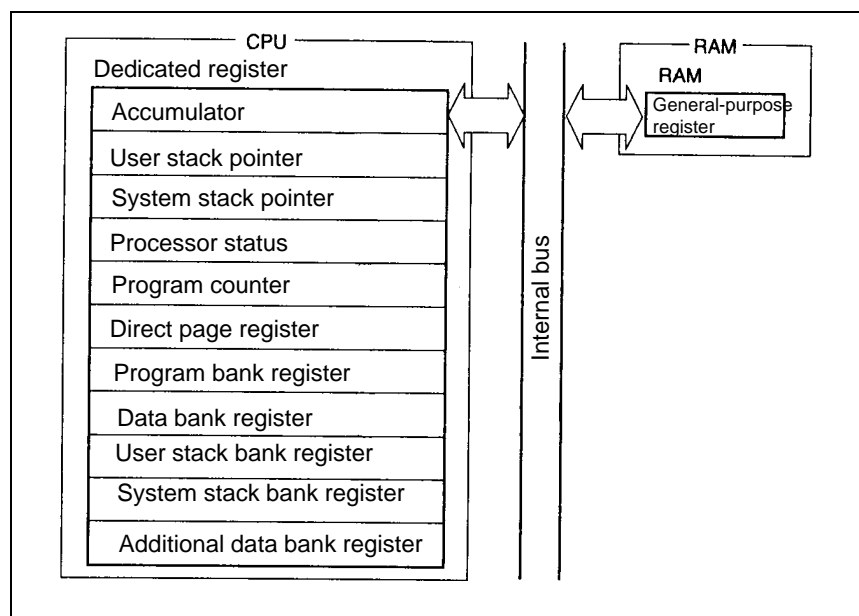 CPU
Dedicated register
Accumulator
User stack pointer
System stack pointer
Processor status
Program counter
Direct page register
Program bank register
Data bank register
User stack bank register
System stack bank register
Additional data bank register
Internal bus
RAM
RAM
General-purpose
register